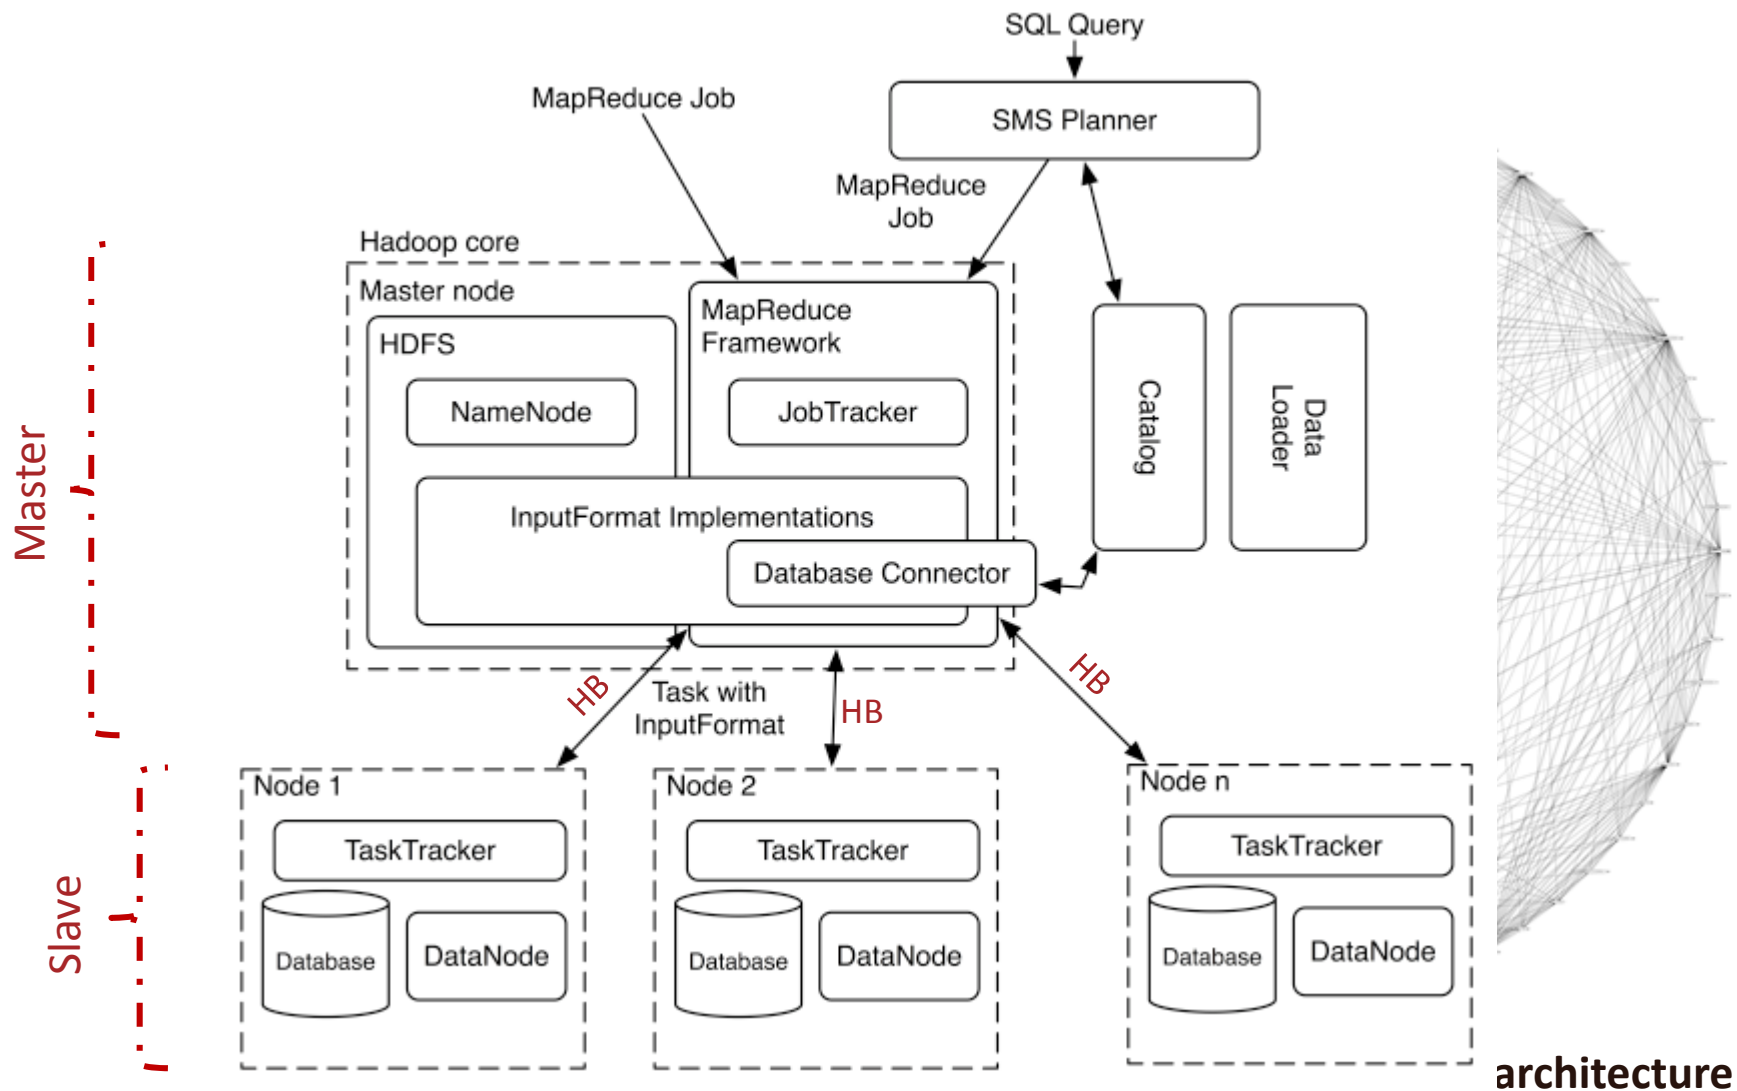 SQL Query
MapReduce Job
SMS Planner
MapReduce
Job
Hadoop core
Master node
MapReduce
Framework
HDFS
NameNode
JobTracker
Catalog
Data
Loader
InputFormat Implementations
Database Connector
Master
HB
Task with
InputFormat
HB
HB
Slave
Node 1
TaskTracker
Database
DataNode
Node 2
TaskTracker
Database
DataNode
Node n
TaskTracker
Database
DataNode
architecture